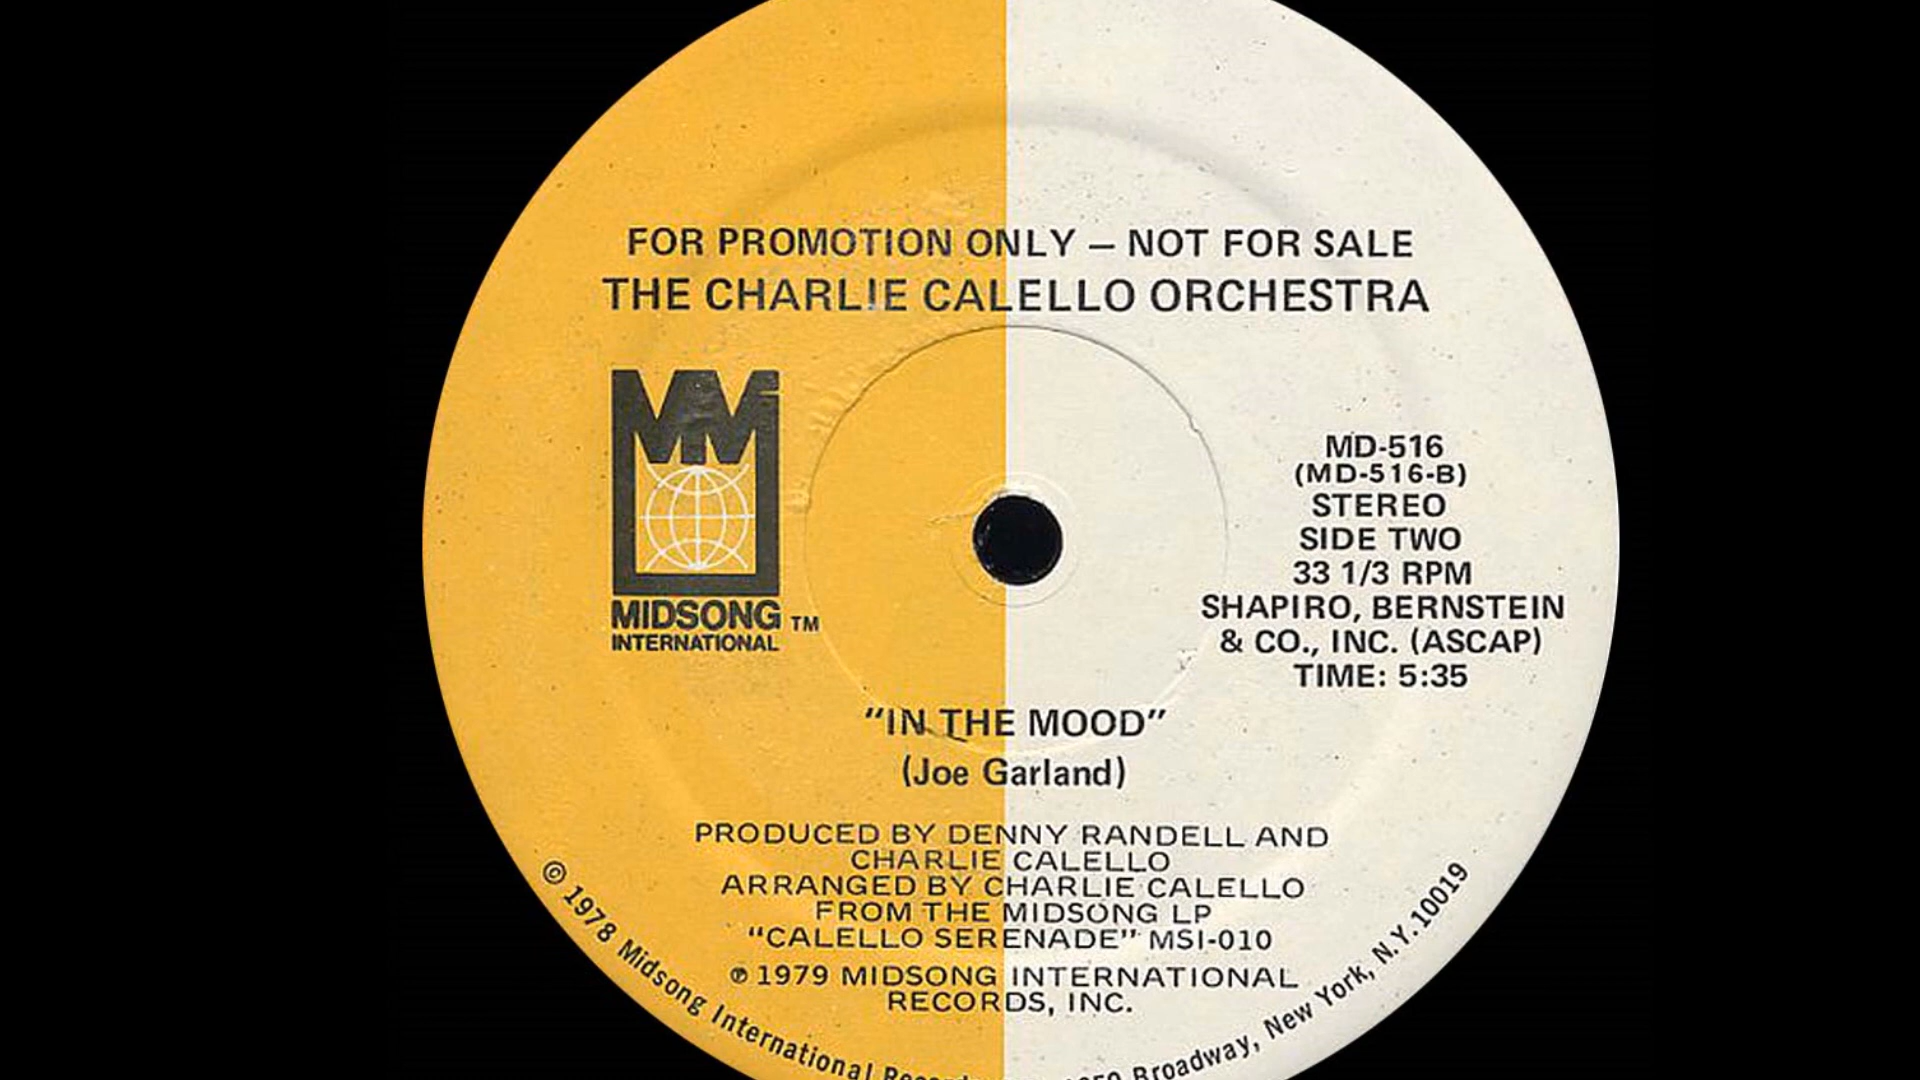 FOR PROMOTION ONLY – NOT FOR SALE
THE CHARLIE CALELLO ORCHESTRA
MIDSONG TM
INTERNATIONAL
MD-516
(MD-516-B)
STEREO
SIDE TWO
33 1/3 RPM
SHAPIRO, BERNSTEIN
& CO., INC. (ASCAP)
TIME: 5:35
"IN THE MOOD"
(Joe Garland)
PRODUCED BY DENNY RANDELL AND
CHARLIE CALELLO
ARRANGED BY CHARLIE CALELLO
FROM THE MIDSONG LP
"CALELLO SERENADE" MSI-010
℗ 1979 MIDSONG INTERNATIONAL
RECORDS, INC.
© 1978 Midsong International Broadway, New York, N.Y. 10019